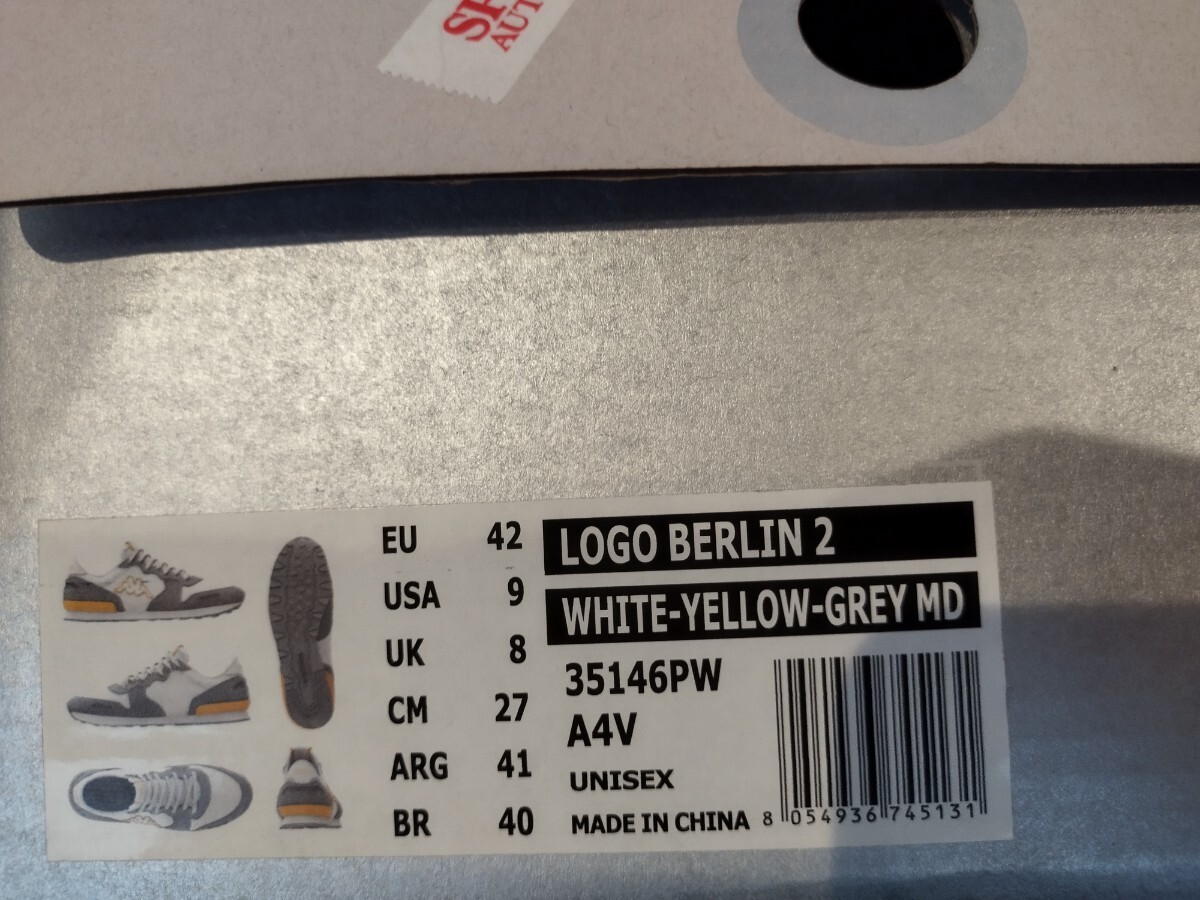 AUT
EU 42
USA 9
UK 8
CM 27
ARG 41
BR 40
LOGO BERLIN 2
WHITE-YELLOW-GREY MD
35146PW
A4V
UNISEX
MADE IN CHINA
8 054936 745131